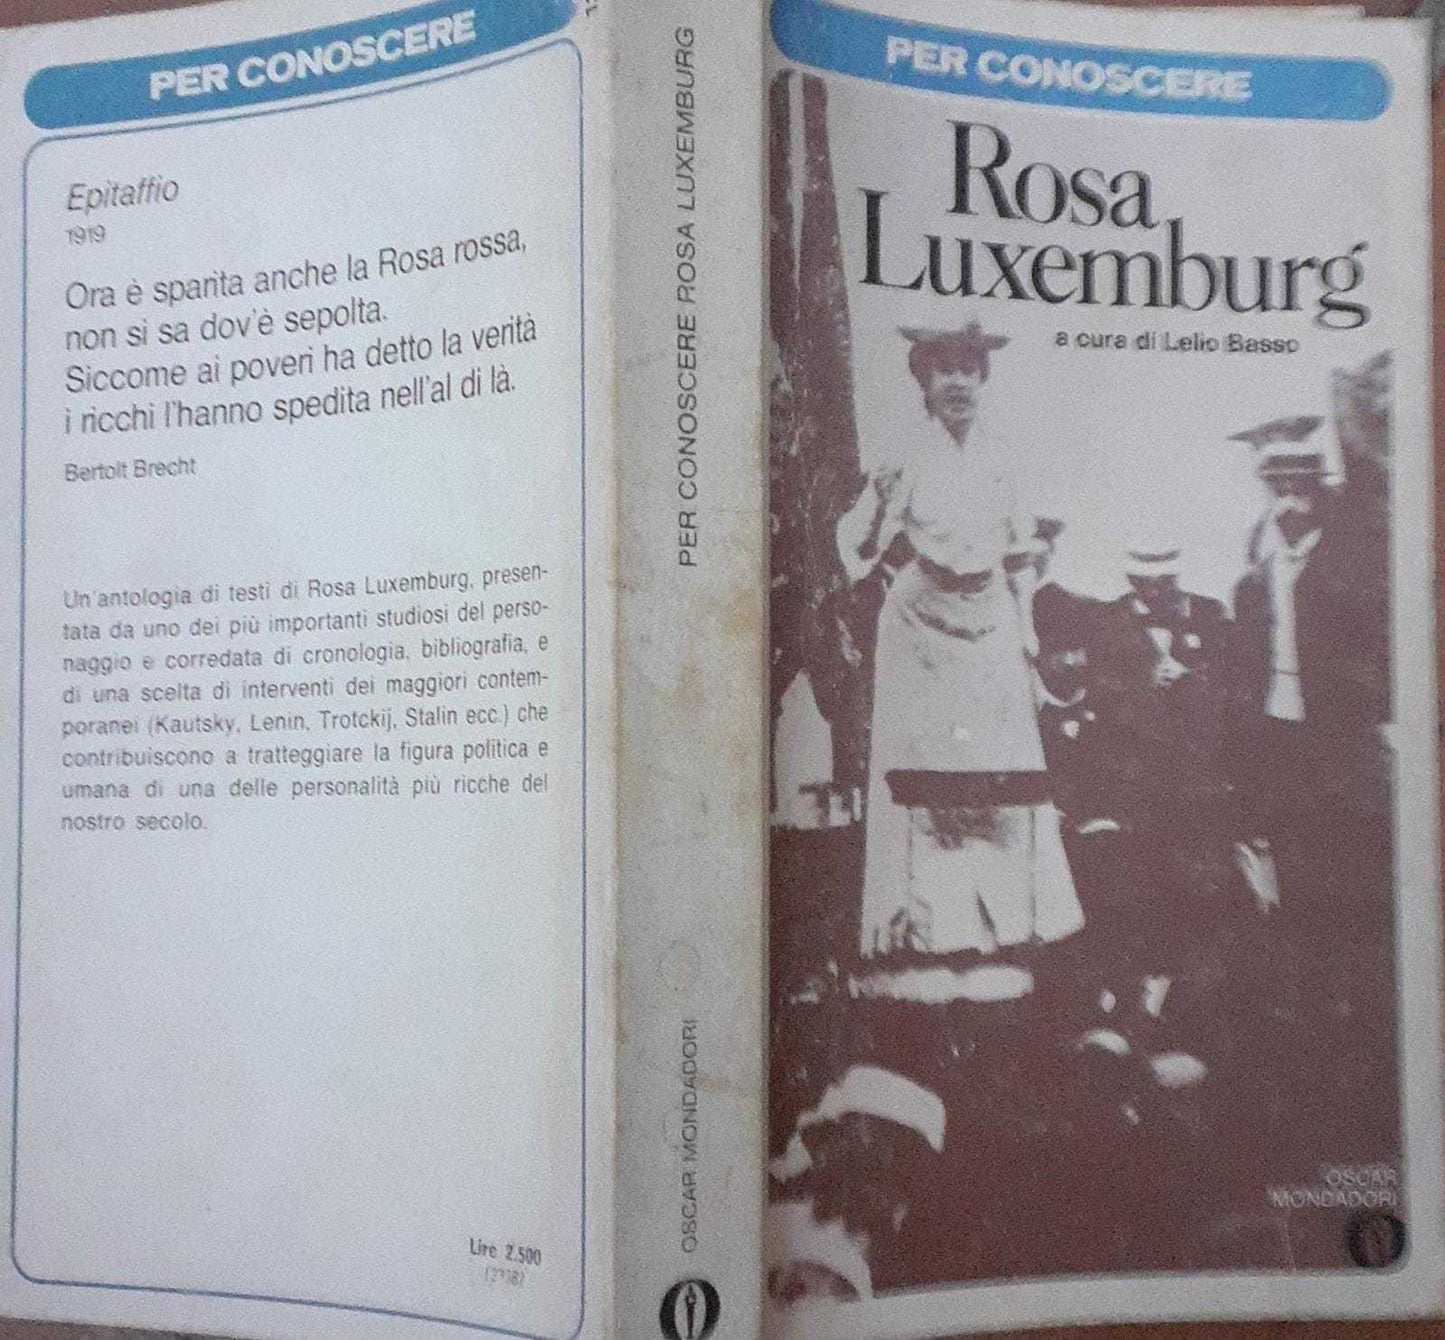 PER CONOSCERE
Epitaffio
1919
Ora è sparita anche la Rosa rossa,
non si sa dov'è sepolta.
Siccome ai poveri ha detto la verità
i ricchi l'hanno spedita nell'al di là.
Bertolt Brecht
Un'antologia di testi di Rosa Luxemburg, presen-
tata da uno dei più importanti studiosi del perso-
naggio e corredata di cronologia, bibliografia, e
di una scelta di interventi dei maggiori contem-
poranei (Kautsky, Lenin, Trotckij, Stalin ecc.) che
contribuiscono a tratteggiare la figura politica e
umana di una delle personalità più ricche del
nostro secolo.
Lire 2.500
PER CONOSCERE ROSA LUXEMBURG
OSCAR MONDADORI
PER CONOSCERE
Rosa
Luxemburg
a cura di Lelio Basso
OSCAR
MONDADORI